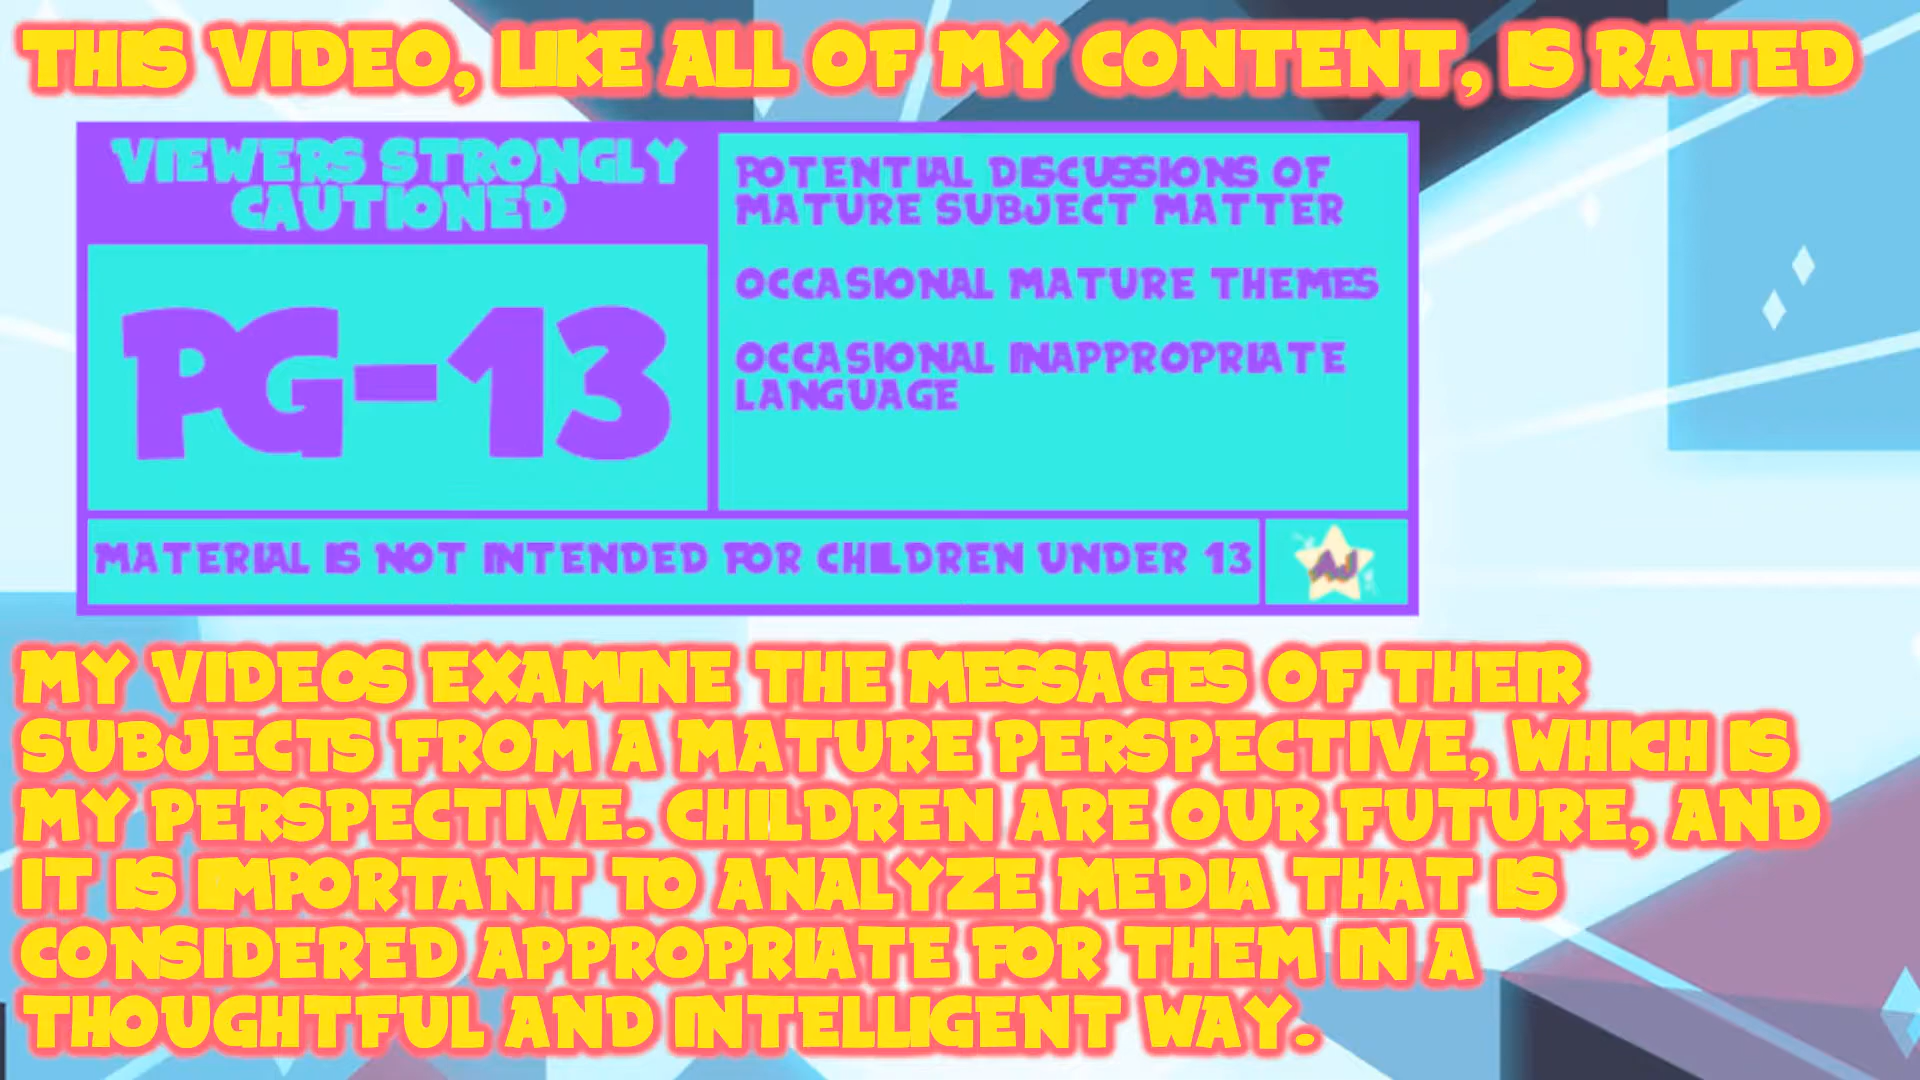 THIS VIDEO, LIKE ALL OF MY CONTENT, IS RATED
VIEWERS STRONGLY
CAUTIONED
PG-13
POTENTIAL DISCUSSIONS OF
MATURE SUBJECT MATTER
OCCASIONAL MATURE THEMES
OCCASIONAL INAPPROPRIATE
LANGUAGE
MATERIAL IS NOT INTENDED FOR CHILDREN UNDER 13
AJ
MY VIDEOS EXAMINE THE MESSAGES OF THEIR
SUBJECTS FROM A MATURE PERSPECTIVE, WHICH IS
MY PERSPECTIVE. CHILDREN ARE OUR FUTURE, AND
IT IS IMPORTANT TO ANALYZE MEDIA THAT IS
CONSIDERED APPROPRIATE FOR THEM IN A
THOUGHTFUL AND INTELLIGENT WAY.